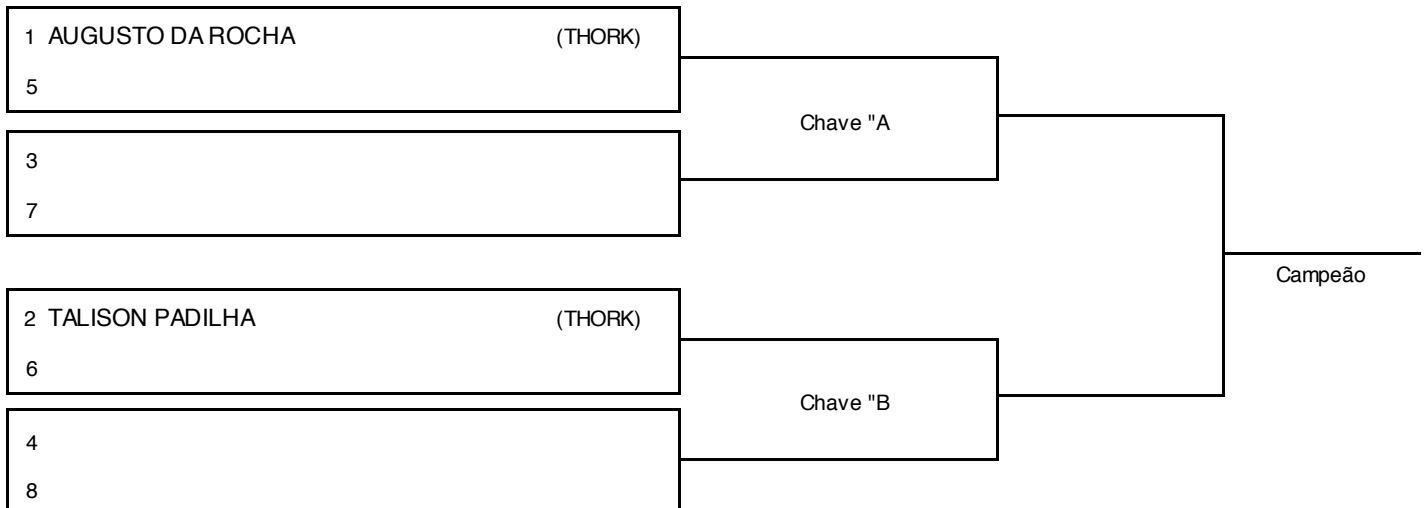 1 AUGUSTO DA ROCHA (THORK)
5
Chave "A
3
7
Campeão
2 TALISON PADILHA (THORK)
6
Chave "B
4
8